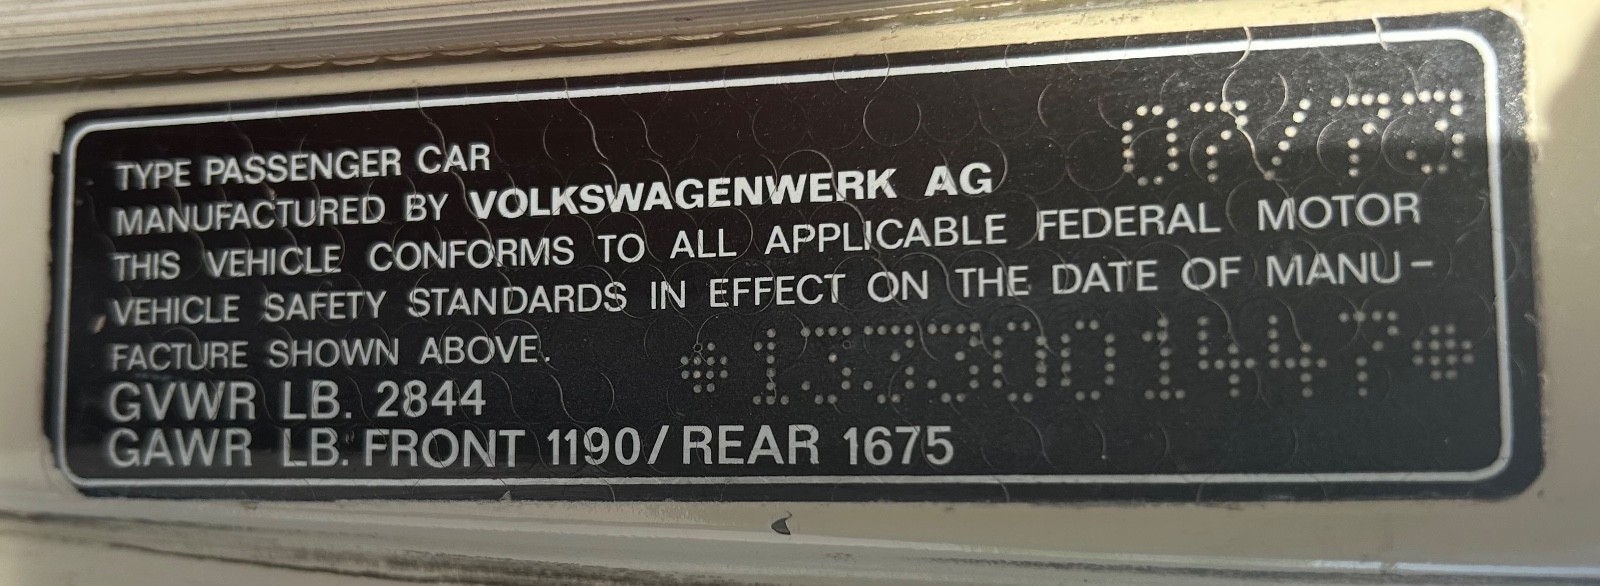 TYPE PASSENGER CAR
07/73
MANUFACTURED BY VOLKSWAGENWERK AG
THIS VEHICLE CONFORMS TO ALL APPLICABLE FEDERAL MOTOR
VEHICLE SAFETY STANDARDS IN EFFECT ON THE DATE OF MANU-
FACTURE SHOWN ABOVE.
*1333001447*
GVWR LB. 2844
GAWR LB. FRONT 1190/REAR 1675